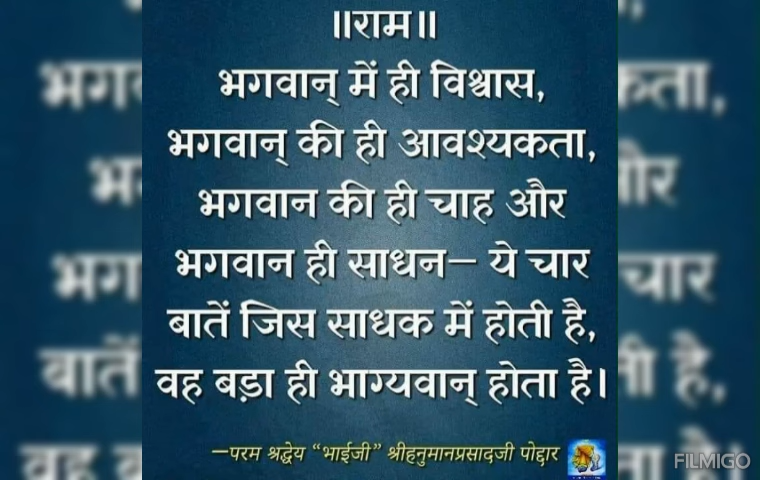 ॥राम॥
भगवान् में ही विश्वास,
भगवान् की ही आवश्यकता,
भगवान की ही चाह और
भगवान ही साधन– ये चार
बातें जिस साधक में होती है,
वह बड़ा ही भाग्यवान् होता है।
–परम श्रद्धेय “भाईजी” श्रीहनुमानप्रसादजी पोद्दार
FILMIGO